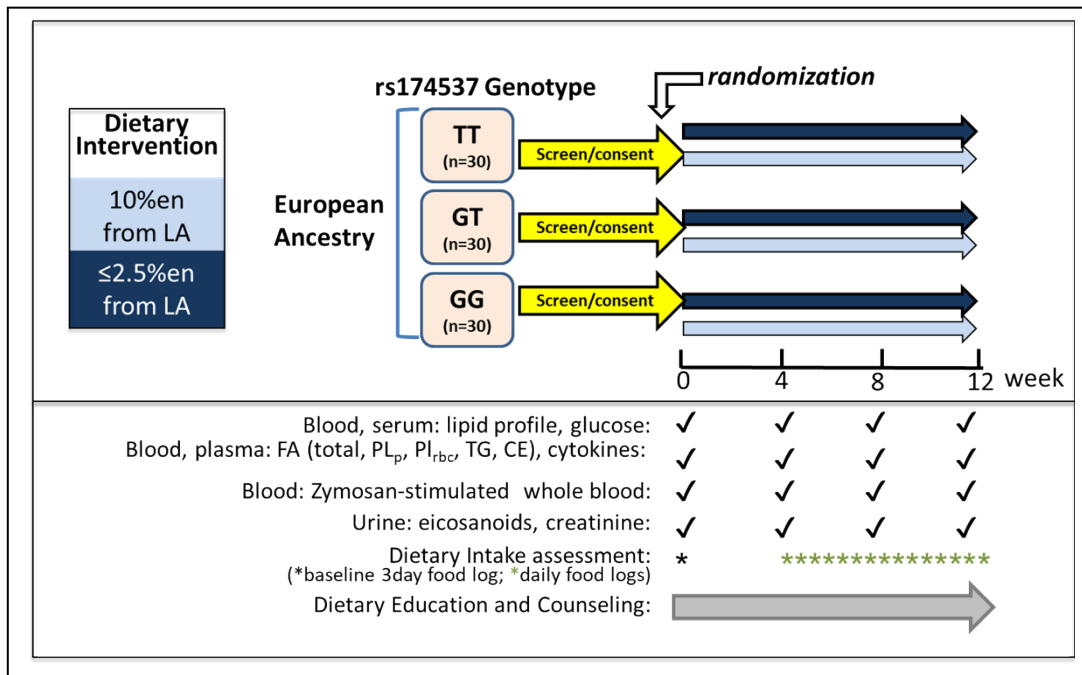 randomization
rs174537 Genotype
Dietary
Intervention
10%en
from LA
≤2.5%en
from LA
European
Ancestry
TT
(n=30)
Screen/consent
GT
(n=30)
Screen/consent
GG
(n=30)
Screen/consent
0 4 8 12 week
Blood, serum: lipid profile, glucose: ✓ ✓ ✓ ✓
Blood, plasma: FA (total, PLp, Plrbc, TG, CE), cytokines: ✓ ✓ ✓ ✓
Blood: Zymosan-stimulated whole blood: ✓ ✓ ✓ ✓
Urine: eicosanoids, creatinine: ✓ ✓ ✓ ✓
Dietary Intake assessment: * ***************
(*baseline 3day food log; *daily food logs)
Dietary Education and Counseling: